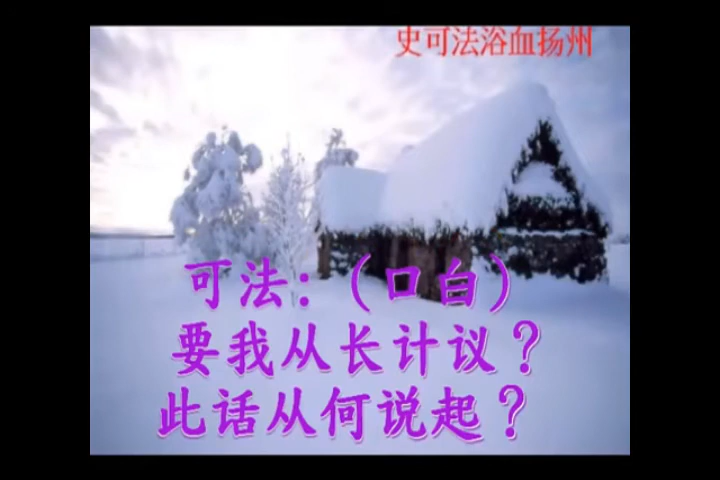 史可法浴血扬州
可法：（口白）
要我从长计议？
此话从何说起？